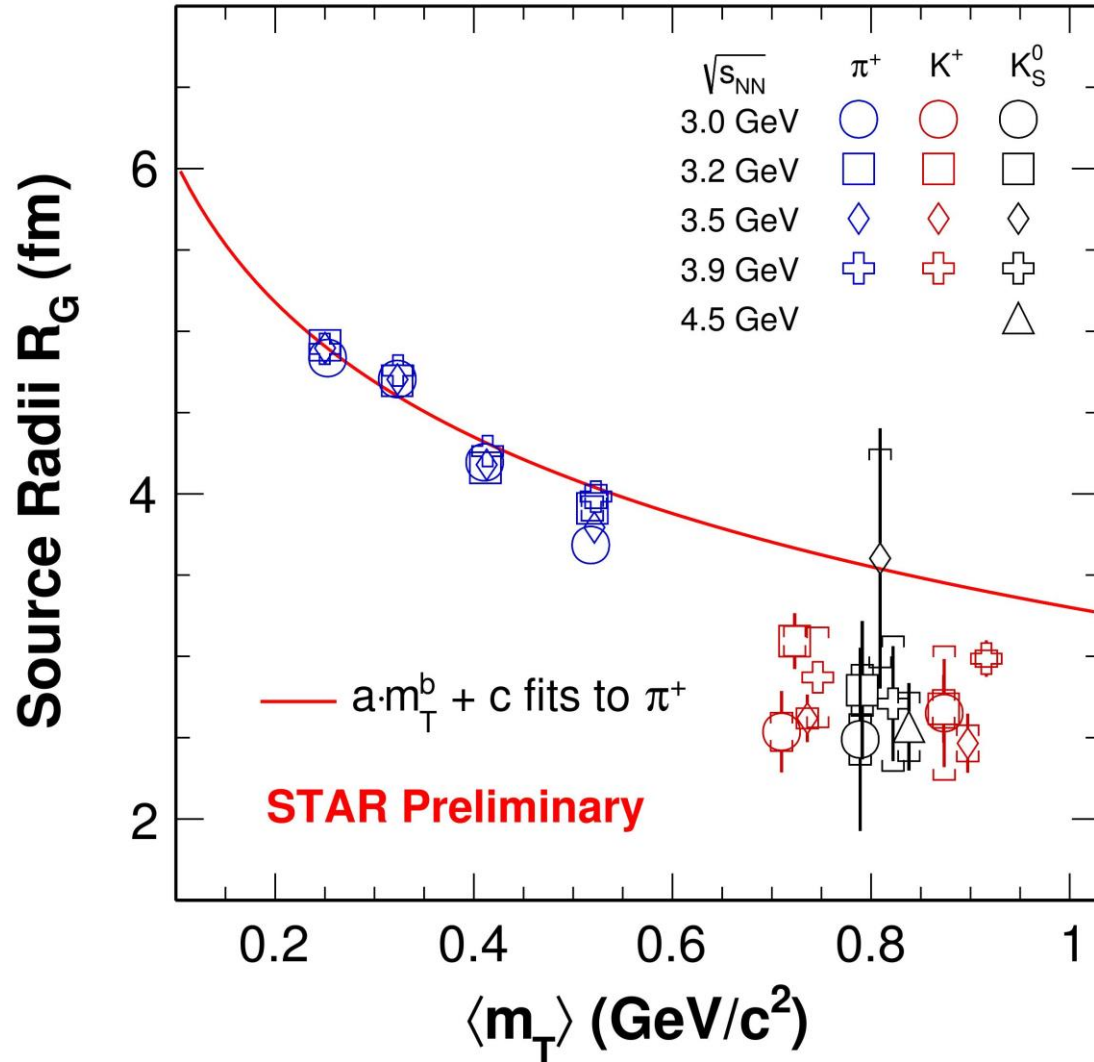 √s_NN π⁺ K⁺ K⁰_S
3.0 GeV
3.2 GeV
3.5 GeV
3.9 GeV
4.5 GeV
6
4
2
Source Radii R_G (fm)
a·m_T^b + c fits to π⁺
STAR Preliminary
0.2 0.4 0.6 0.8 1
⟨m_T⟩ (GeV/c²)